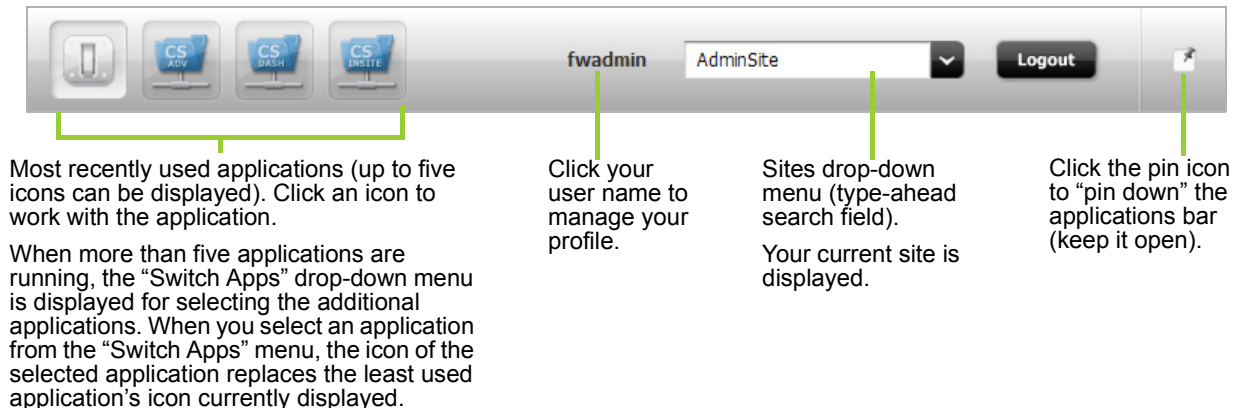 CS
ADV
CS
DASH
CS
INSITE
fwadmin
AdminSite
Logout
Most recently used applications (up to five
icons can be displayed). Click an icon to
work with the application.
When more than five applications are
running, the “Switch Apps” drop-down menu
is displayed for selecting the additional
applications. When you select an application
from the “Switch Apps” menu, the icon of the
selected application replaces the least used
application’s icon currently displayed.
Click your
user name to
manage your
profile.
Sites drop-down
menu (type-ahead
search field).
Your current site is
displayed.
Click the pin icon
to “pin down” the
applications bar
(keep it open).